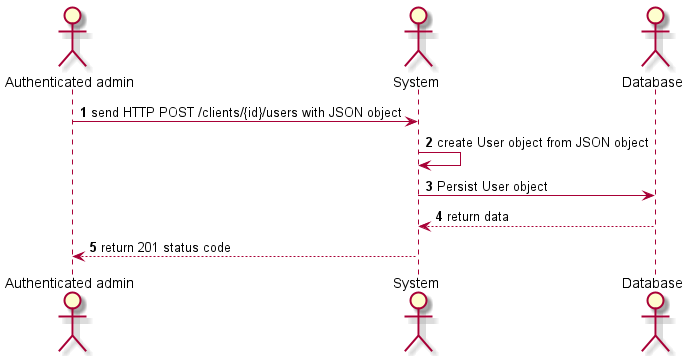 Authenticated admin
System
Database
1 send HTTP POST /clients/{id}/users with JSON object
2 create User object from JSON object
3 Persist User object
4 return data
5 return 201 status code
Authenticated admin
System
Database